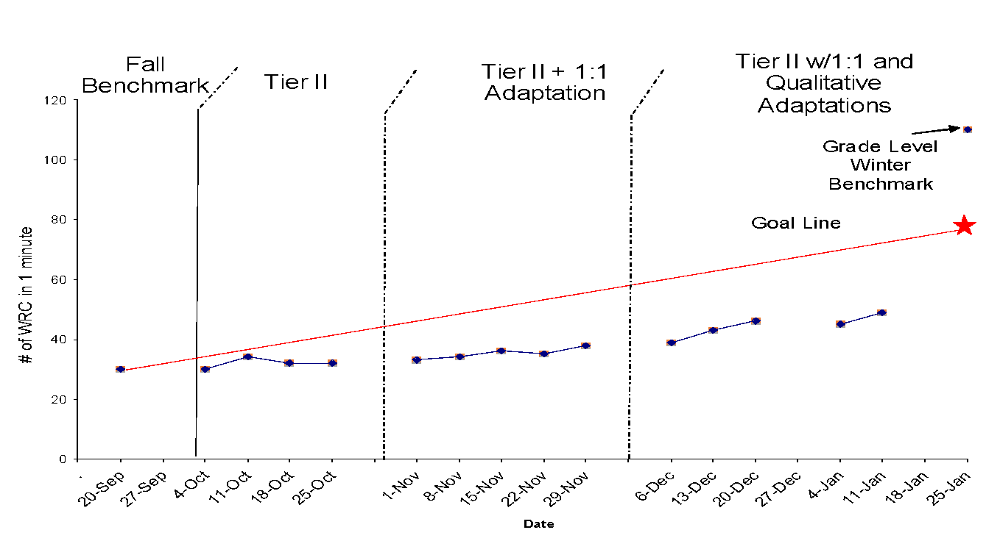 Fall
Benchmark
Tier II
Tier II + 1:1
Adaptation
Tier II w/1:1 and
Qualitative
Adaptations
120
100
80
60
40
20
0
# of WRC in 1 minute
Grade Level
Winter
Benchmark
Goal Line
.
20-Sep
27-Sep
4-Oct
11-Oct
18-Oct
25-Oct
1-Nov
8-Nov
15-Nov
22-Nov
29-Nov
6-Dec
13-Dec
20-Dec
27-Dec
4-Jan
11-Jan
18-Jan
25-Jan
Date